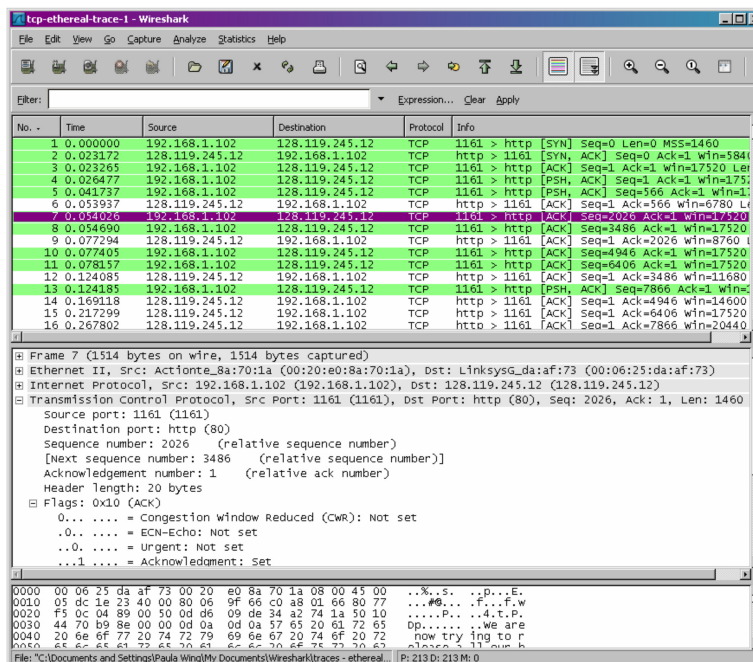 tcp-ethereal-trace-1 - Wireshark
File Edit View Go Capture Analyze Statistics Help
Filter: Expression... Clear Apply
No. - Time Source Destination Protocol Info
1 0.000000 192.168.1.102 128.119.245.12 TCP 1161 > http [SYN] Seq=0 Len=0 MSS=1460
2 0.023172 128.119.245.12 192.168.1.102 TCP http > 1161 [SYN, ACK] Seq=0 Ack=1 Win=5840
3 0.023265 192.168.1.102 128.119.245.12 TCP 1161 > http [ACK] Seq=1 Ack=1 Win=17520 Len
4 0.026477 192.168.1.102 128.119.245.12 TCP 1161 > http [PSH, ACK] Seq=1 Ack=1 Win=1752
5 0.041737 192.168.1.102 128.119.245.12 TCP 1161 > http [PSH, ACK] Seq=566 Ack=1 Win=17
6 0.053937 128.119.245.12 192.168.1.102 TCP http > 1161 [ACK] Seq=1 Ack=566 Win=6780 Le
7 0.054026 192.168.1.102 128.119.245.12 TCP 1161 > http [ACK] Seq=2026 Ack=1 Win=17520
8 0.054690 192.168.1.102 128.119.245.12 TCP 1161 > http [ACK] Seq=3486 Ack=1 Win=17520
9 0.077294 128.119.245.12 192.168.1.102 TCP http > 1161 [ACK] Seq=1 Ack=2026 Win=8760 L
10 0.077405 192.168.1.102 128.119.245.12 TCP 1161 > http [ACK] Seq=4946 Ack=1 Win=17520
11 0.078157 192.168.1.102 128.119.245.12 TCP 1161 > http [ACK] Seq=6406 Ack=1 Win=17520
12 0.124085 128.119.245.12 192.168.1.102 TCP http > 1161 [ACK] Seq=1 Ack=3486 Win=11680
13 0.124185 192.168.1.102 128.119.245.12 TCP 1161 > http [PSH, ACK] Seq=7866 Ack=1 Win=1
14 0.169118 128.119.245.12 192.168.1.102 TCP http > 1161 [ACK] Seq=1 Ack=4946 Win=14600
15 0.217299 128.119.245.12 192.168.1.102 TCP http > 1161 [ACK] Seq=1 Ack=6406 Win=17520
16 0.267802 128.119.245.12 192.168.1.102 TCP http > 1161 [ACK] Seq=1 Ack=7866 Win=20440
Frame 7 (1514 bytes on wire, 1514 bytes captured)
Ethernet II, Src: Actionte_8a:70:1a (00:20:e0:8a:70:1a), Dst: LinksysG_da:af:73 (00:06:25:da:af:73)
Internet Protocol, Src: 192.168.1.102 (192.168.1.102), Dst: 128.119.245.12 (128.119.245.12)
Transmission Control Protocol, Src Port: 1161 (1161), Dst Port: http (80), Seq: 2026, Ack: 1, Len: 1460
Source port: 1161 (1161)
Destination port: http (80)
Sequence number: 2026 (relative sequence number)
[Next sequence number: 3486 (relative sequence number)]
Acknowledgement number: 1 (relative ack number)
Header length: 20 bytes
Flags: 0x10 (ACK)
0... .... = Congestion Window Reduced (CWR): Not set
.0.. .... = ECN-Echo: Not set
..0. .... = Urgent: Not set
...1 .... = Acknowledgment: Set
0000 00 06 25 da af 73 00 20 e0 8a 70 1a 08 00 45 00 ..%..s. ..p...E.
0010 05 dc 1e 23 40 00 80 06 9f 66 c0 a8 01 66 80 77 ...#@... .f...f.w
0020 f5 0c 04 89 00 50 0d d6 09 de 34 a2 74 1a 50 10 .....P.. ..4.t.P.
0030 44 70 b9 8e 00 00 0d 0a 0d 0a 57 65 20 61 72 65 Dp...... ..We are
0040 20 6e 6f 77 20 74 72 79 69 6e 67 20 74 6f 20 72 now try ing to r
File: "C:\Documents and Settings\Paula Wing\My Documents\Wireshark\traces - ethereal... P: 213 D: 213 M: 0